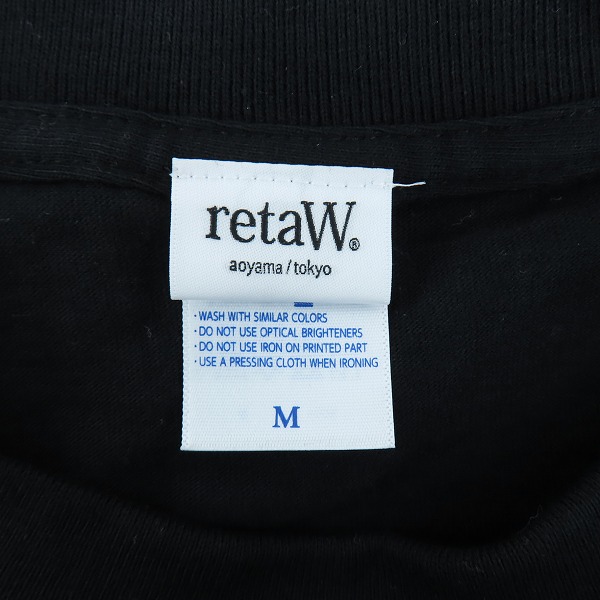 retaW®
aoyama / tokyo
· WASH WITH SIMILAR COLORS
· DO NOT USE OPTICAL BRIGHTENERS
· DO NOT USE IRON ON PRINTED PART
· USE A PRESSING CLOTH WHEN IRONING
M